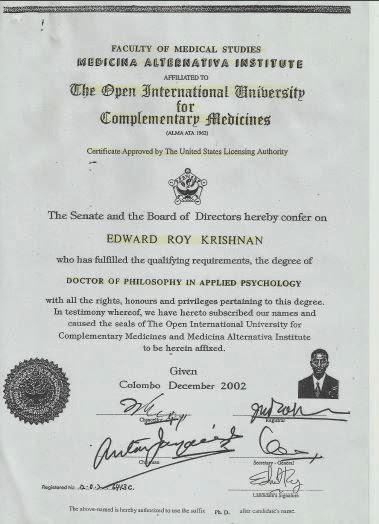 FACULTY OF MEDICAL STUDIES
MEDICINA ALTERNATIVA INSTITUTE
AFFILIATED TO
The Open International University
for
Complementary Medicines
(ALMA ATA 1962)
Certificate Approved by The United States Licensing Authority
The Senate and the Board of Directors hereby confer on
EDWARD ROY KRISHNAN
who has fulfilled the qualifying requirements, the degree of
DOCTOR OF PHILOSOPHY IN APPLIED PSYCHOLOGY
with all the rights, honours and privileges pertaining to this degree.
In testimony whereof, we have hereto subscribed our names and
caused the seals of The Open International University for
Complementary Medicines and Medicina Alternativa Institute
to be herein affixed.
Given
Colombo December 2002
Registrar
Chairman
Secretary - General
Candidate's Signature
Registered No
The above-named is hereby authorized to use the suffix Ph. D. after candidate's name.